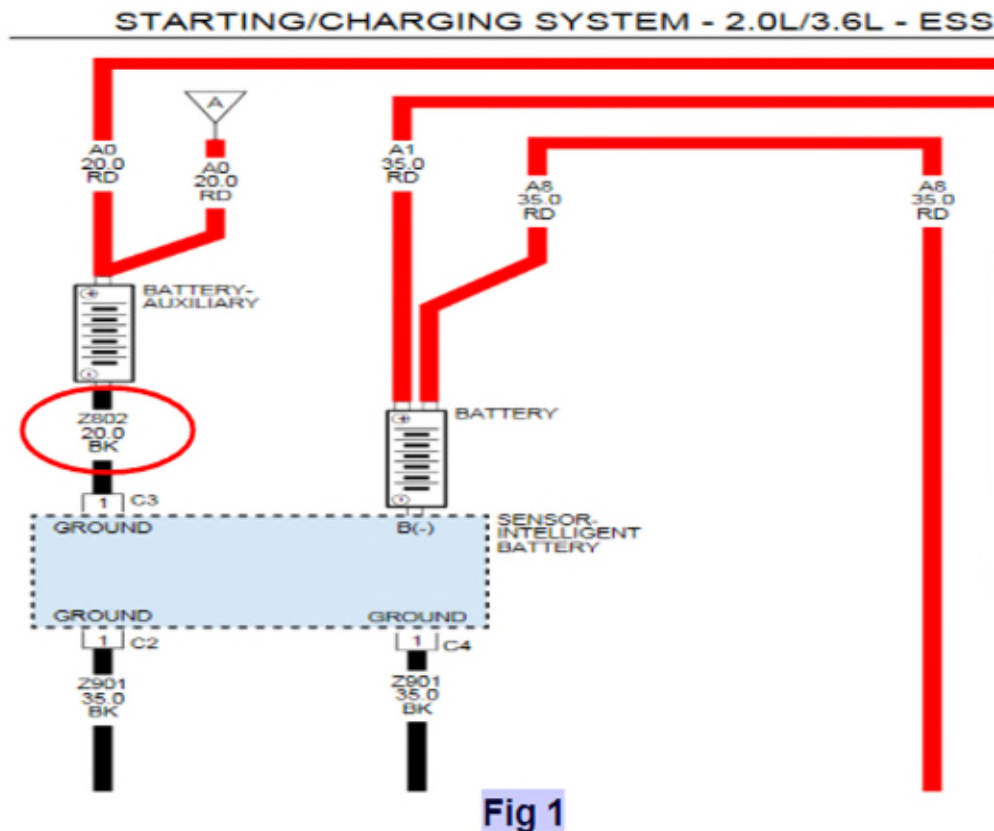 STARTING/CHARGING SYSTEM - 2.0L/3.6L - ESS
A
A0
20.0
RD
A0
20.0
RD
A1
35.0
RD
A8
35.0
RD
A8
35.0
RD
BATTERY-
AUXILIARY
BATTERY
Z802
20.0
BK
1 C3
GROUND
B(-)
SENSOR-
INTELLIGENT
BATTERY
GROUND
GROUND
1 C2
1 C4
Z901
35.0
BK
Z901
35.0
BK
Fig 1